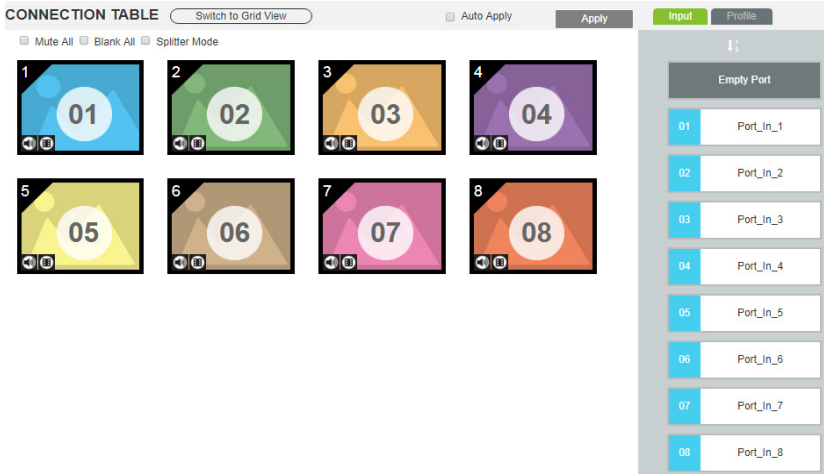 CONNECTION TABLE Switch to Grid View Auto Apply Apply Input Profile
Mute All Blank All Splitter Mode
Empty Port
1 01 2 02 3 03 4 04
5 05 6 06 7 07 8 08
01 Port_In_1
02 Port_In_2
03 Port_In_3
04 Port_In_4
05 Port_In_5
06 Port_In_6
07 Port_In_7
08 Port_In_8